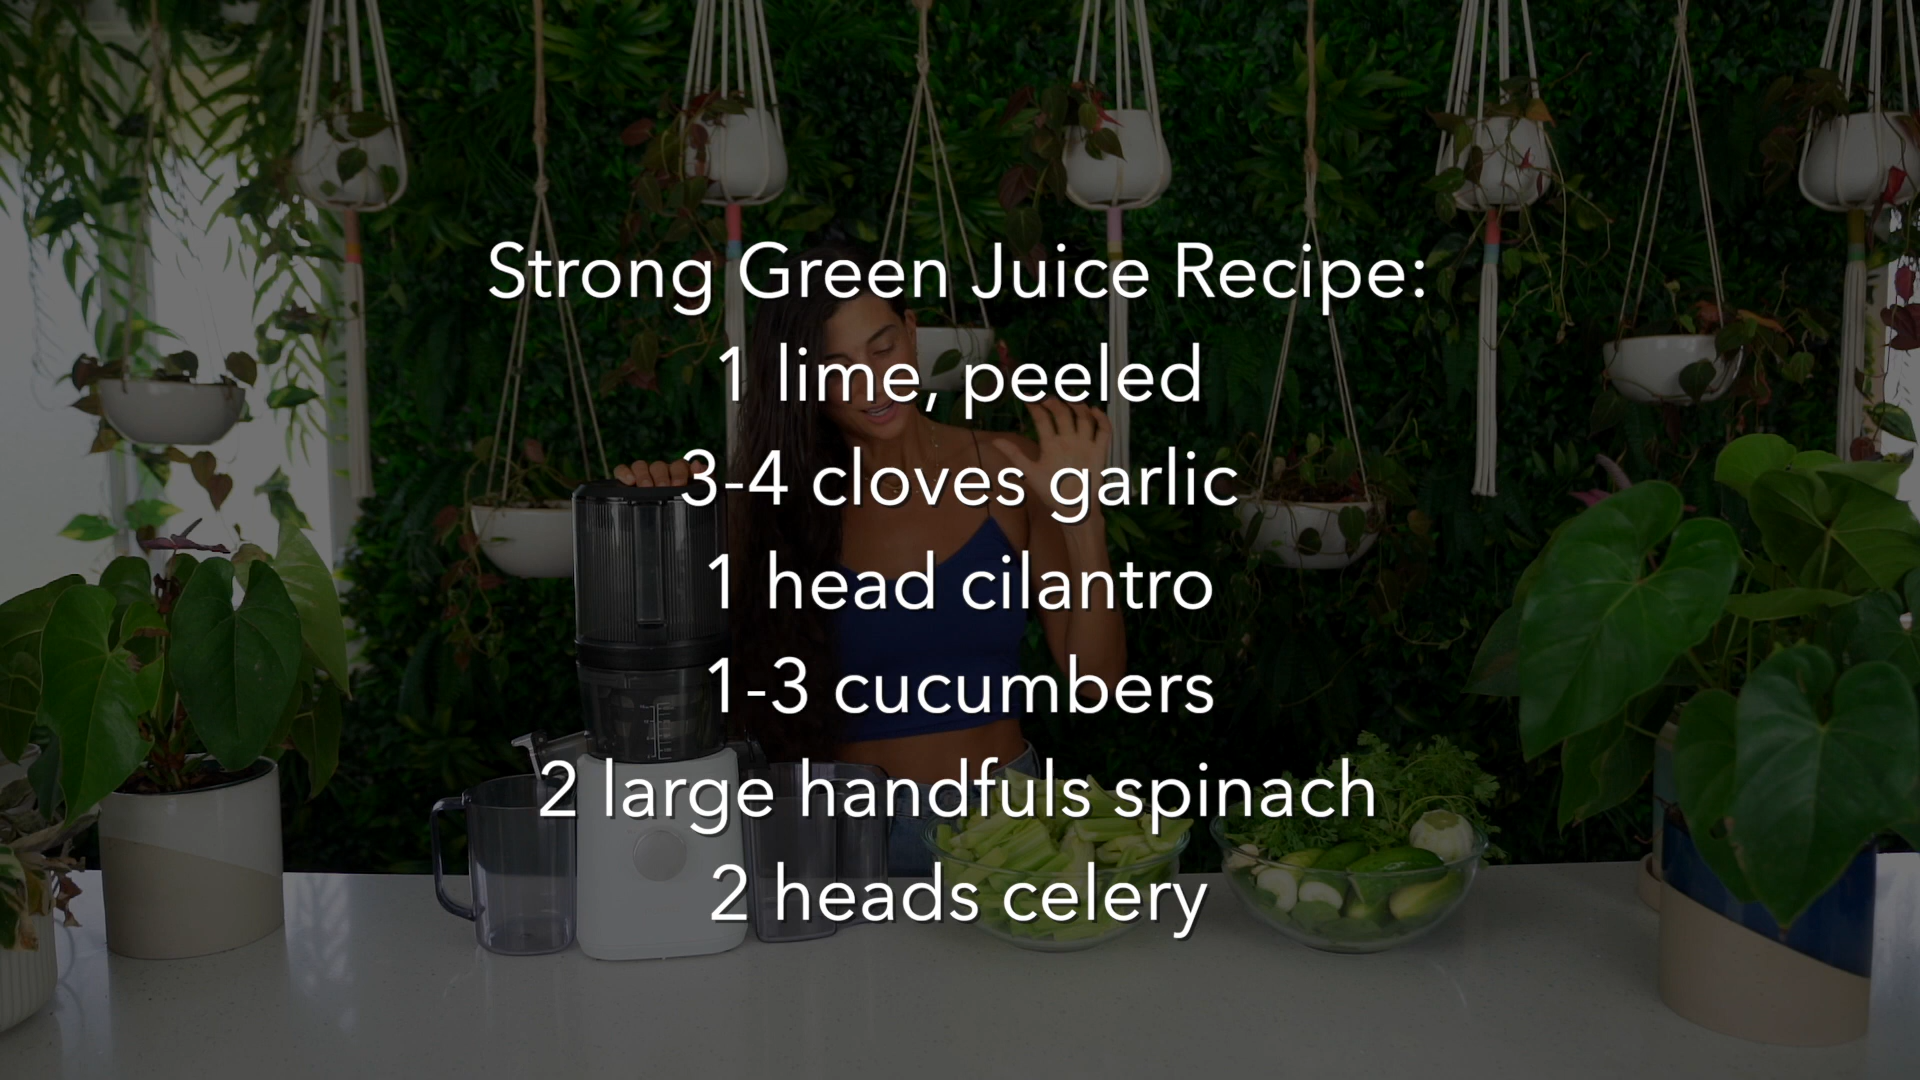 Strong Green Juice Recipe:
1 lime, peeled
3-4 cloves garlic
1 head cilantro
1-3 cucumbers
2 large handfuls spinach
2 heads celery